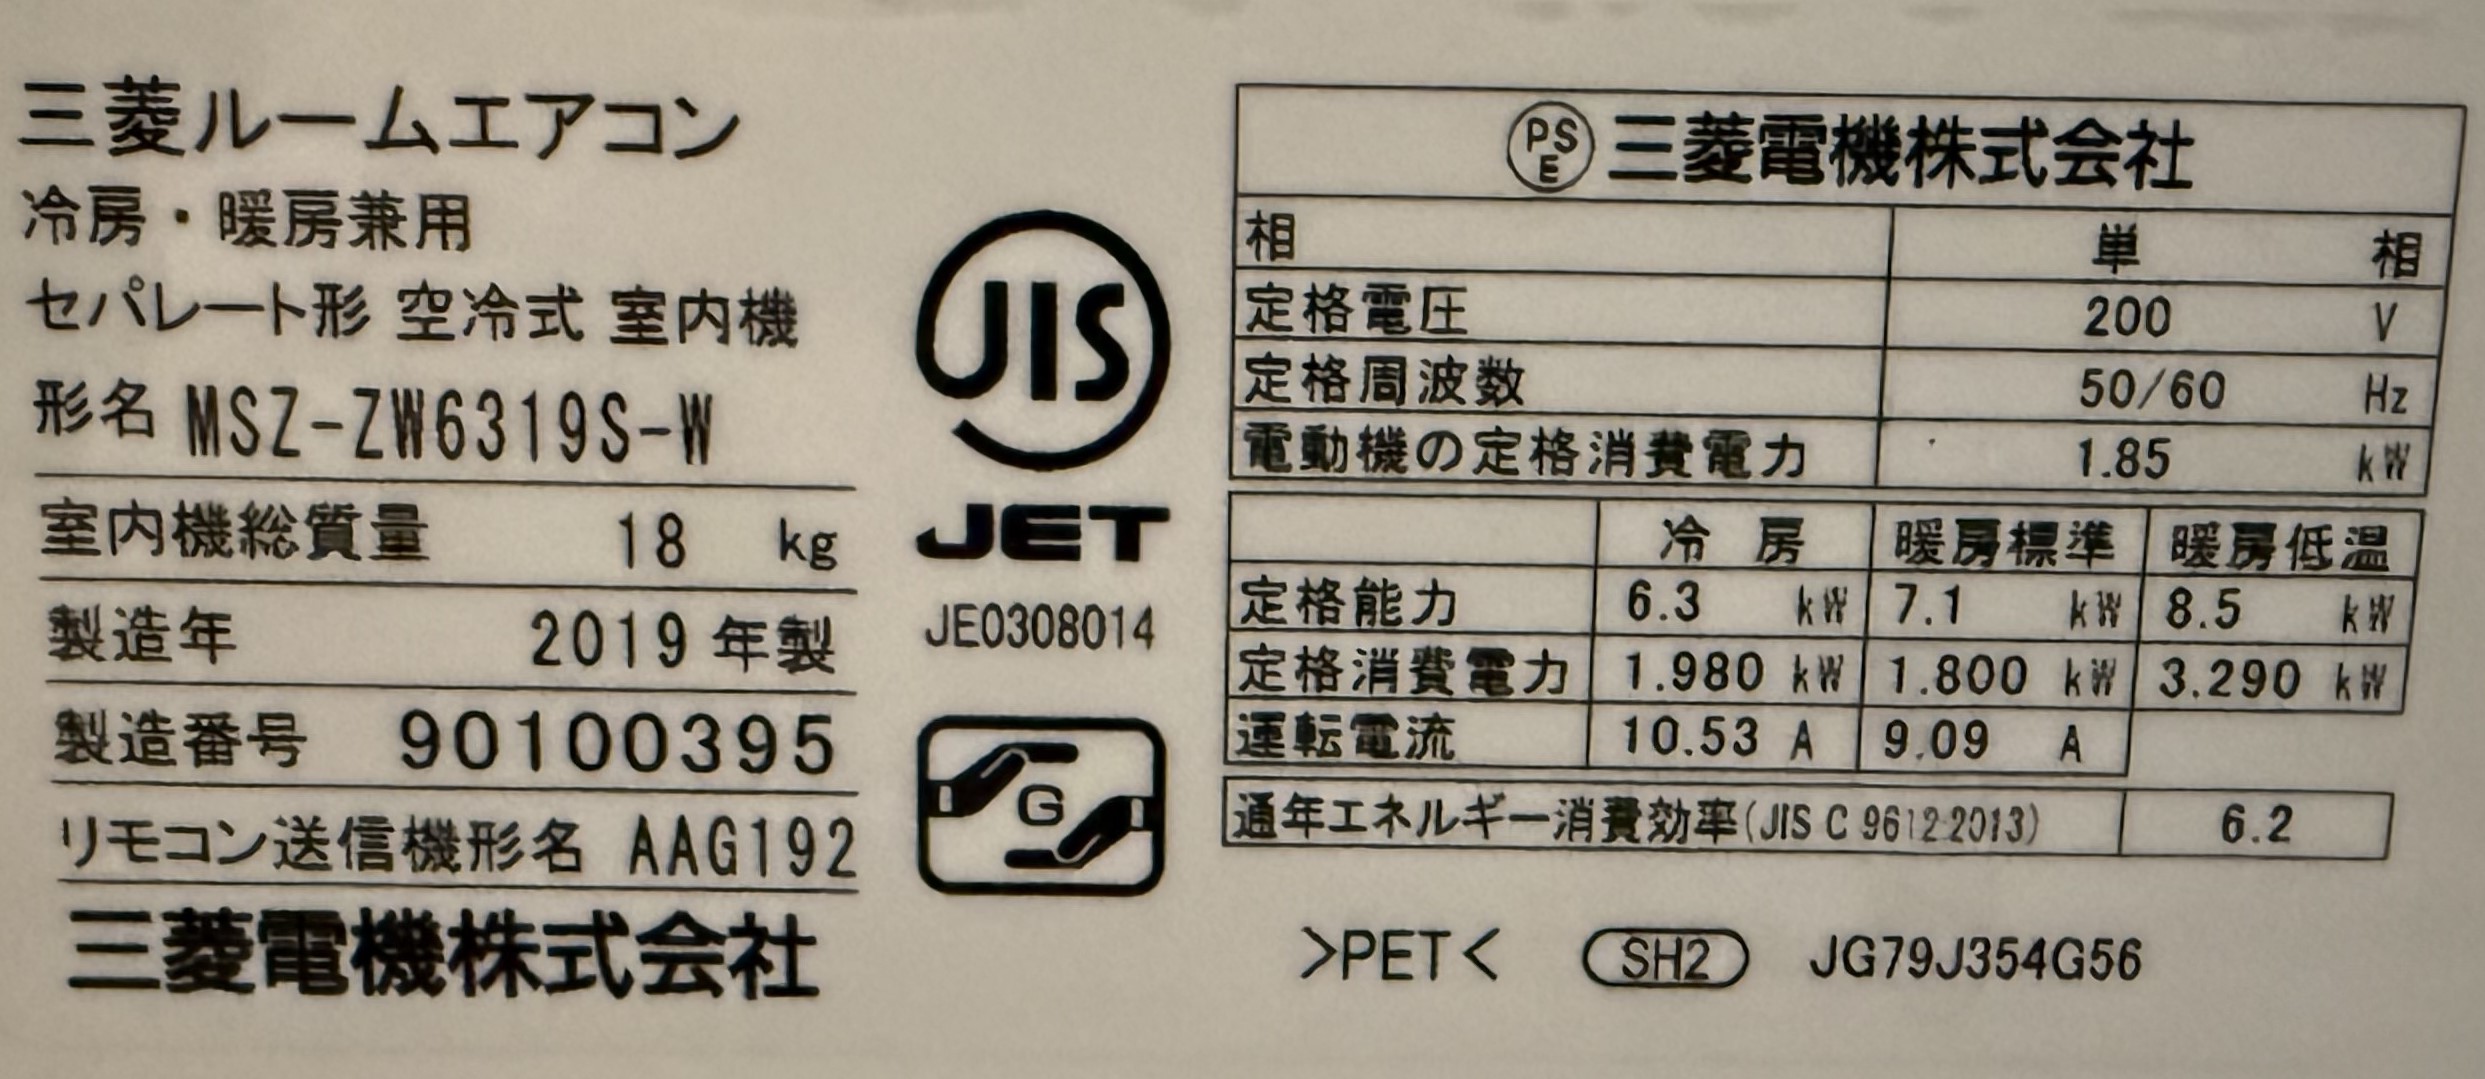 三菱ルームエアコン
冷房・暖房兼用
セパレート形 空冷式 室内機
形名 MSZ-ZW6319S-W
室内機総質量 18 kg
製造年 2019 年製
製造番号 90100395
リモコン送信機形名 AAG192
三菱電機株式会社
JIS
JET
JE0308014
G
PSE 三菱電機株式会社
相 単 相
定格電圧 200 V
定格周波数 50/60 Hz
電動機の定格消費電力 1.85 kW
冷 房 暖房標準 暖房低温
定格能力 6.3 kW 7.1 kW 8.5 kW
定格消費電力 1.980 kW 1.800 kW 3.290 kW
運転電流 10.53 A 9.09 A
通年エネルギー消費効率(JIS C 9612:2013) 6.2
>PET< SH2 JG79J354G56